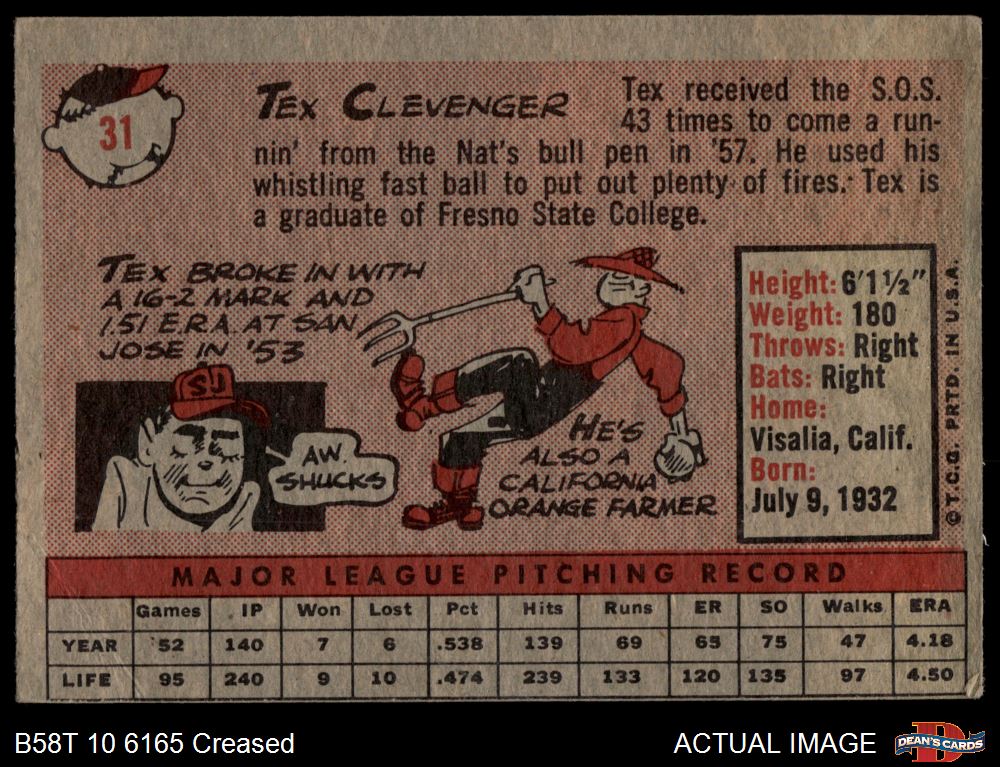 31
TEX CLEVENGER
Tex received the S.O.S.
43 times to come a run-
nin' from the Nat's bull pen in '57. He used his
whistling fast ball to put out plenty of fires. Tex is
a graduate of Fresno State College.
TEX BROKE IN WITH
A 16-2 MARK AND
1.51 E.R.A. AT SAN
JOSE IN '53
SJ
AW
SHUCKS
HE'S
ALSO A
CALIFORNIA
ORANGE FARMER
Height: 6'1½"
Weight: 180
Throws: Right
Bats: Right
Home:
Visalia, Calif.
Born:
July 9, 1932
© T.C.G. PRTD. IN U.S.A.
MAJOR LEAGUE PITCHING RECORD
Games IP Won Lost Pct Hits Runs ER SO Walks ERA
YEAR 52 140 7 6 .538 139 69 65 75 47 4.18
LIFE 95 240 9 10 .474 239 133 120 135 97 4.50
B58T 10 6165 Creased
ACTUAL IMAGE
D
DEAN'S CARDS